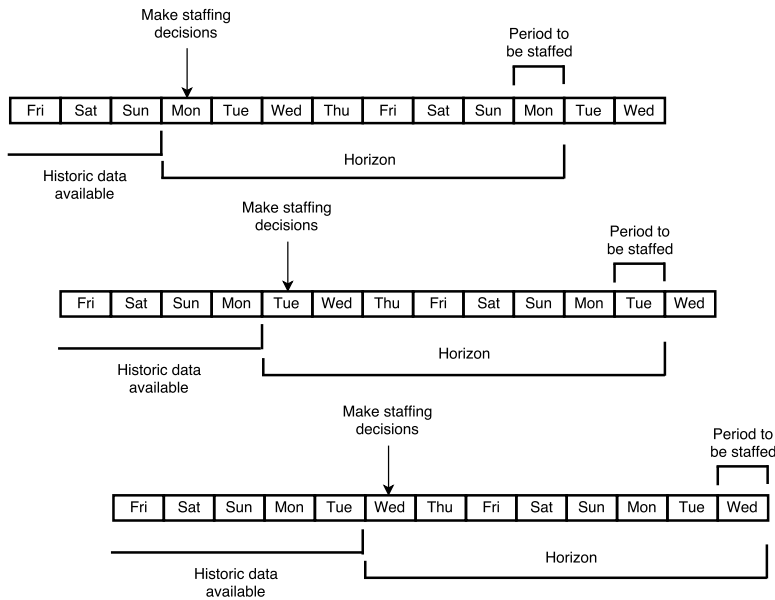 Make staffing
decisions
Period to
be staffed
Fri Sat Sun Mon Tue Wed Thu Fri Sat Sun Mon Tue Wed
Horizon
Historic data
available
Make staffing
decisions
Period to
be staffed
Fri Sat Sun Mon Tue Wed Thu Fri Sat Sun Mon Tue Wed
Horizon
Historic data
available
Make staffing
decisions
Period to
be staffed
Fri Sat Sun Mon Tue Wed Thu Fri Sat Sun Mon Tue Wed
Horizon
Historic data
available